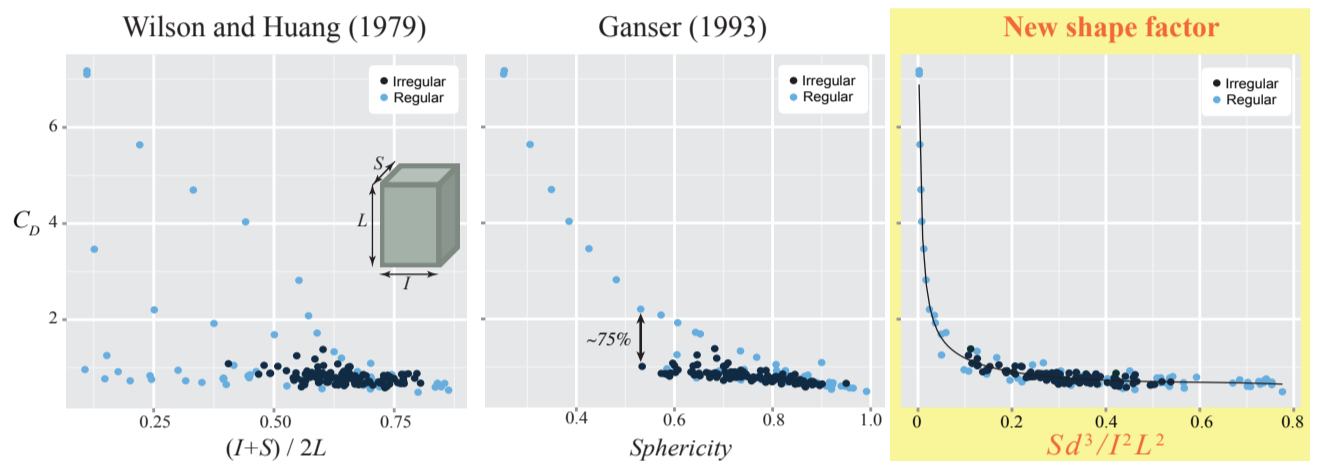 Wilson and Huang (1979)
Irregular
Regular
C_D
6
4
2
S
L
I
0.25
0.50
0.75
(I+S) / 2L
Ganser (1993)
Irregular
Regular
~75%
0.4
0.6
0.8
1.0
Sphericity
New shape factor
Irregular
Regular
0
0.2
0.4
0.6
0.8
Sd³/I²L²